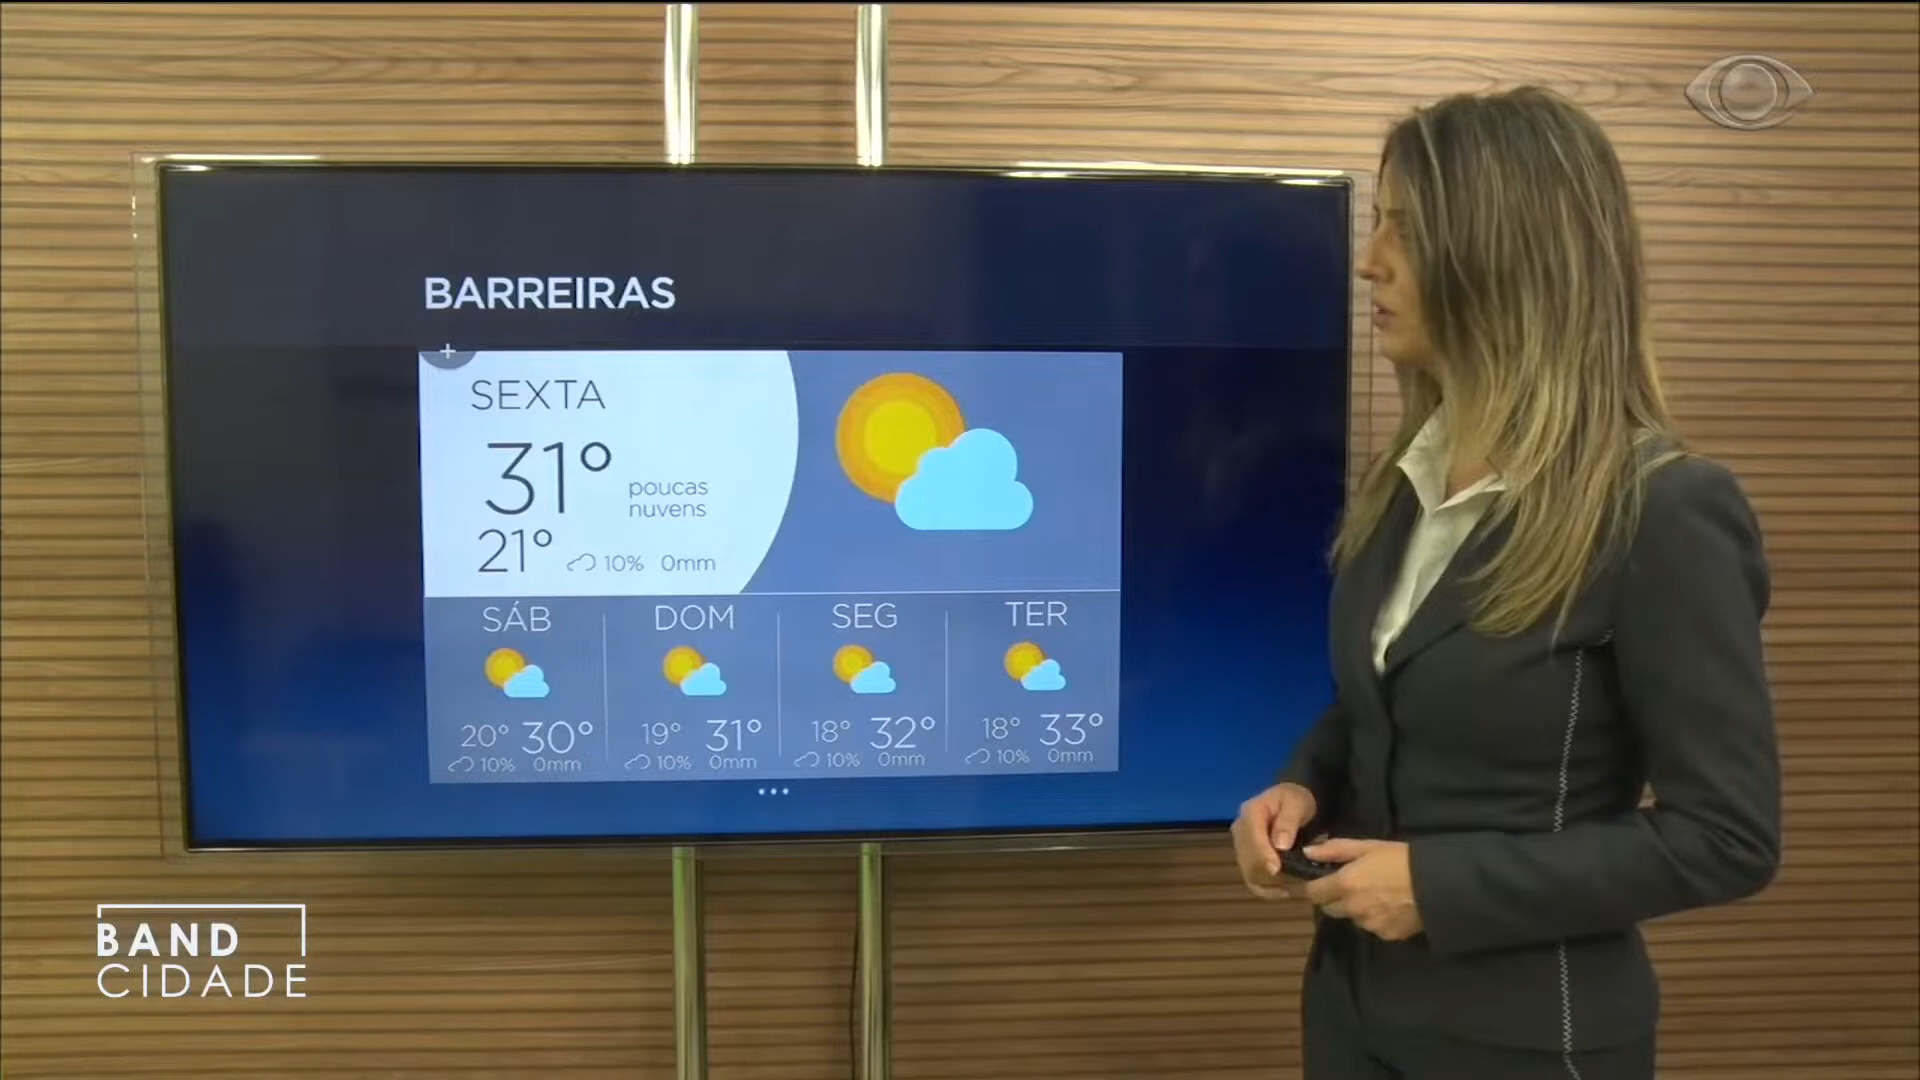 BARREIRAS
+
SEXTA
31°
poucas
nuvens
21° 10% 0mm
SÁB DOM SEG TER
20° 30° 19° 31° 18° 32° 18° 33°
10% 0mm 10% 0mm 10% 0mm 10% 0mm
BAND
CIDADE